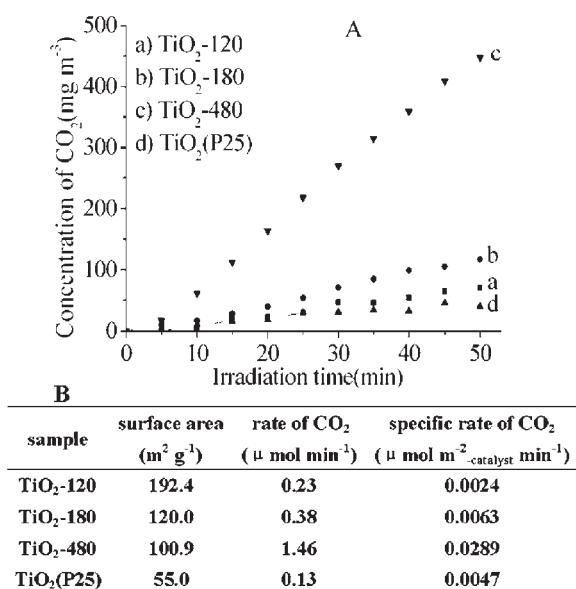 A
a) TiO₂-120
b) TiO₂-180
c) TiO₂-480
d) TiO₂(P25)
c
b
a
d
Concentration of CO₂(mg m⁻³)
500
400
300
200
100
0
0 10 20 30 40 50
Irradiation time(min)
B
sample surface area (m² g⁻¹) rate of CO₂ (μ mol min⁻¹) specific rate of CO₂ (μ mol m⁻²-catalyst min⁻¹)
TiO₂-120 192.4 0.23 0.0024
TiO₂-180 120.0 0.38 0.0063
TiO₂-480 100.9 1.46 0.0289
TiO₂(P25) 55.0 0.13 0.0047